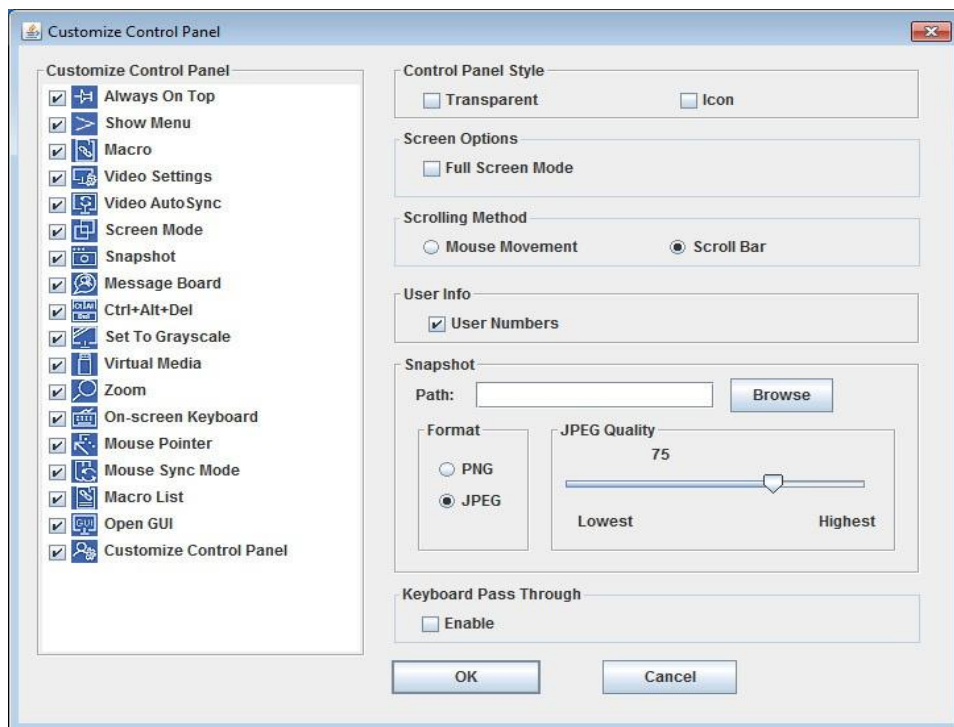 Customize Control Panel
Customize Control Panel
Always On Top
Show Menu
Macro
Video Settings
Video AutoSync
Screen Mode
Snapshot
Message Board
Ctrl+Alt+Del
Set To Grayscale
Virtual Media
Zoom
On-screen Keyboard
Mouse Pointer
Mouse Sync Mode
Macro List
GUI Open GUI
Customize Control Panel
Control Panel Style
Transparent Icon
Screen Options
Full Screen Mode
Scrolling Method
Mouse Movement Scroll Bar
User Info
User Numbers
Snapshot
Path: Browse
Format
PNG
JPEG
JPEG Quality
75
Lowest Highest
Keyboard Pass Through
Enable
OK Cancel